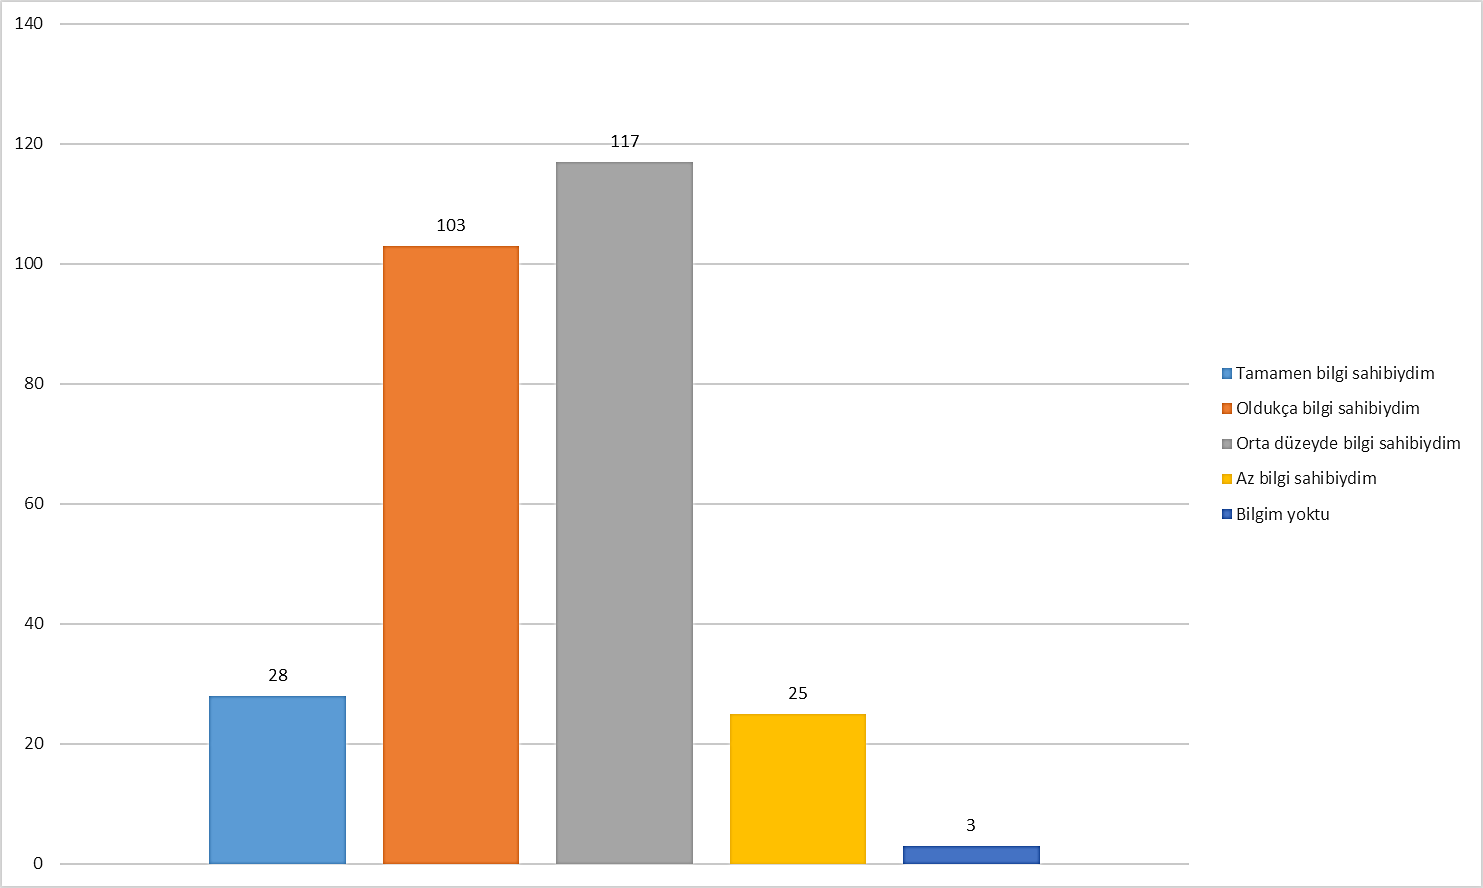 140
120
100
80
60
40
20
0
28
103
117
25
3
Tamamen bilgi sahibiydim
Oldukça bilgi sahibiydim
Orta düzeyde bilgi sahibiydim
Az bilgi sahibiydim
Bilgim yoktu